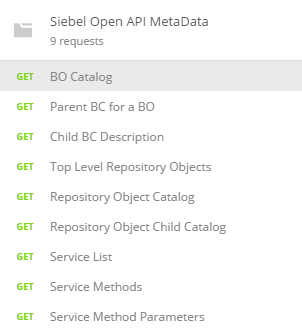 Siebel Open API MetaData
9 requests
GET BO Catalog
GET Parent BC for a BO
GET Child BC Description
GET Top Level Repository Objects
GET Repository Object Catalog
GET Repository Object Child Catalog
GET Service List
GET Service Methods
GET Service Method Parameters